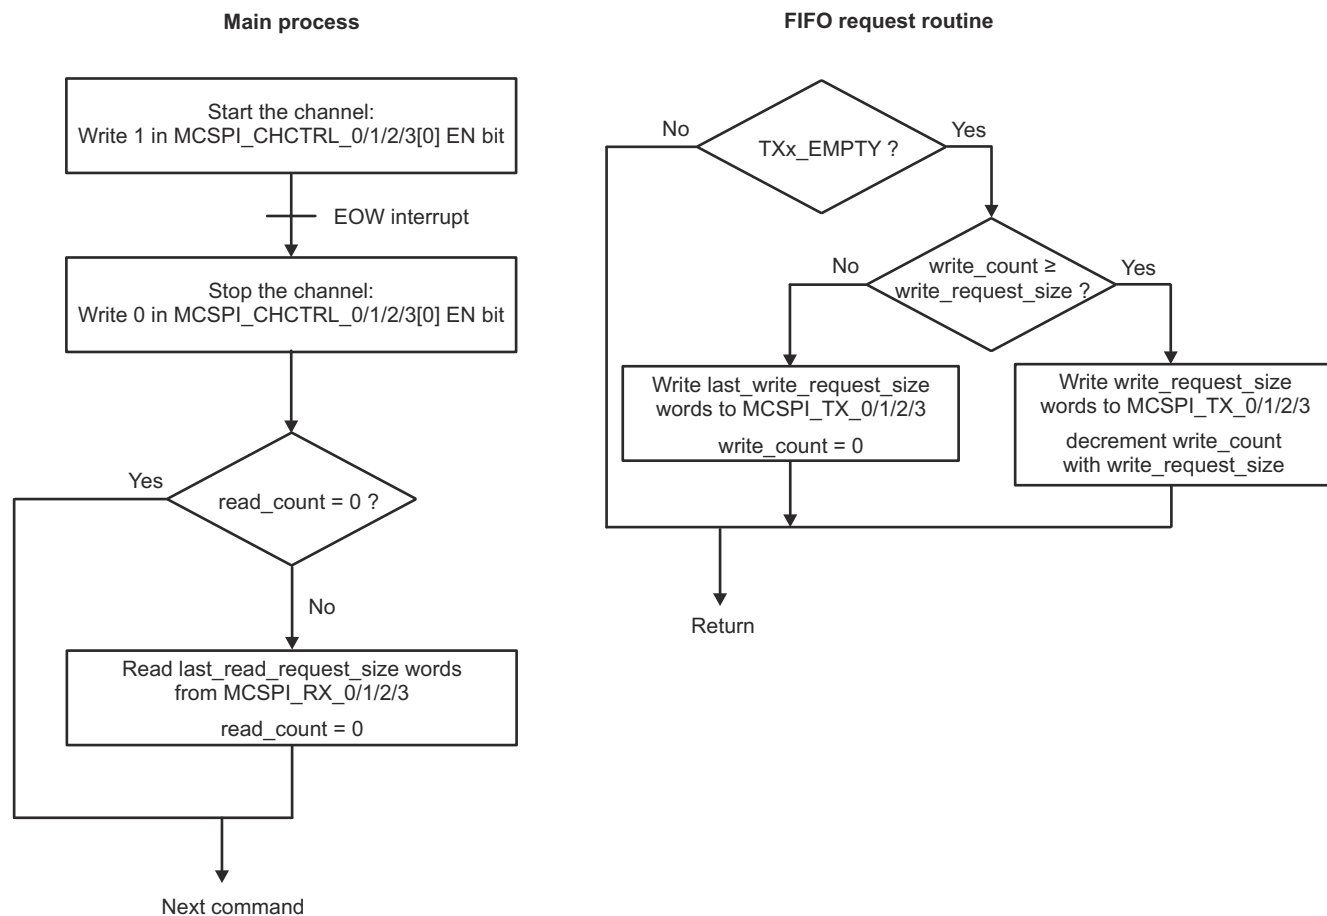 Main process
Start the channel:
Write 1 in MCSPI_CHCTRL_0/1/2/3[0] EN bit
EOW interrupt
Stop the channel:
Write 0 in MCSPI_CHCTRL_0/1/2/3[0] EN bit
read_count = 0 ?
Yes
No
Read last_read_request_size words
from MCSPI_RX_0/1/2/3
read_count = 0
Next command
FIFO request routine
TXx_EMPTY ?
No
Yes
write_count ≥
write_request_size ?
No
Yes
Write last_write_request_size
words to MCSPI_TX_0/1/2/3
write_count = 0
Write write_request_size
words to MCSPI_TX_0/1/2/3
decrement write_count
with write_request_size
Return